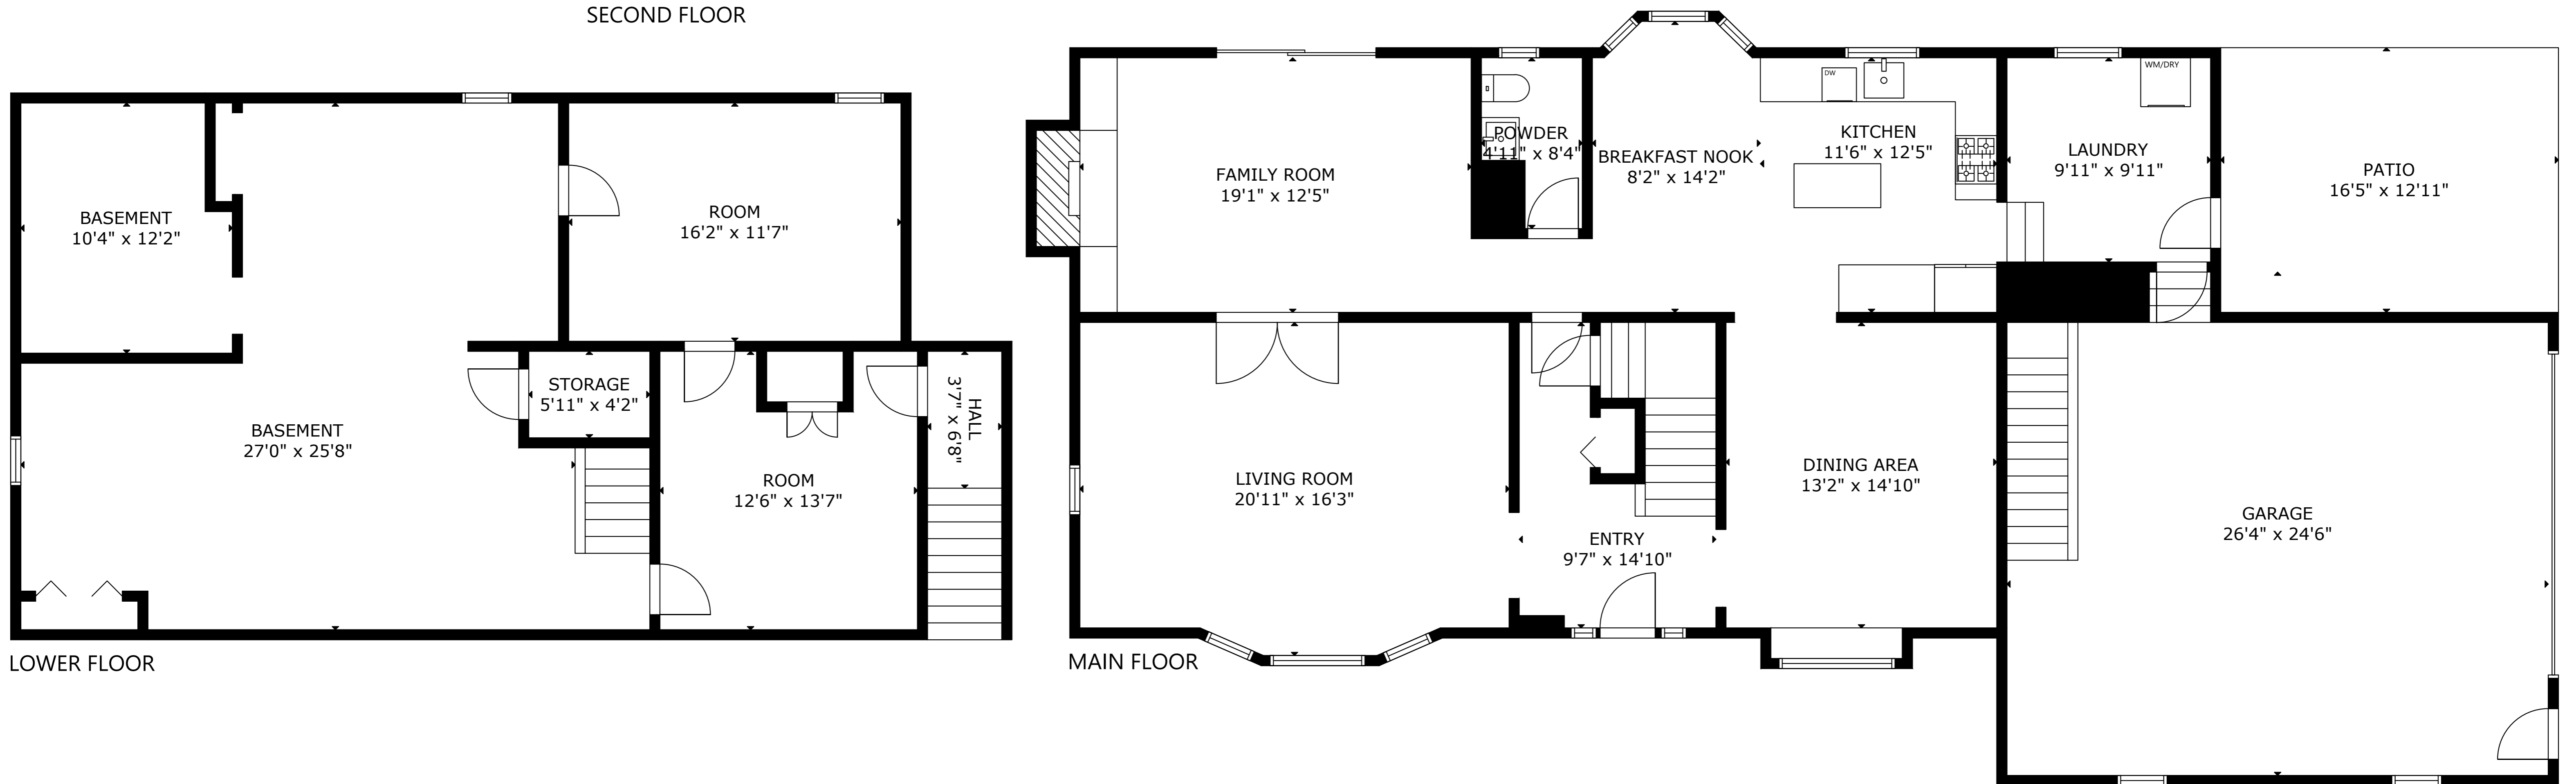 SECOND FLOOR
BASEMENT
10'4" x 12'2"
ROOM
16'2" x 11'7"
STORAGE
5'11" x 4'2"
HALL
3'7" x 6'8"
BASEMENT
27'0" x 25'8"
ROOM
12'6" x 13'7"
LOWER FLOOR
FAMILY ROOM
19'1" x 12'5"
POWDER
4'11" x 8'4"
BREAKFAST NOOK
8'2" x 14'2"
DW
KITCHEN
11'6" x 12'5"
WM/DRY
LAUNDRY
9'11" x 9'11"
PATIO
16'5" x 12'11"
LIVING ROOM
20'11" x 16'3"
ENTRY
9'7" x 14'10"
DINING AREA
13'2" x 14'10"
GARAGE
26'4" x 24'6"
MAIN FLOOR